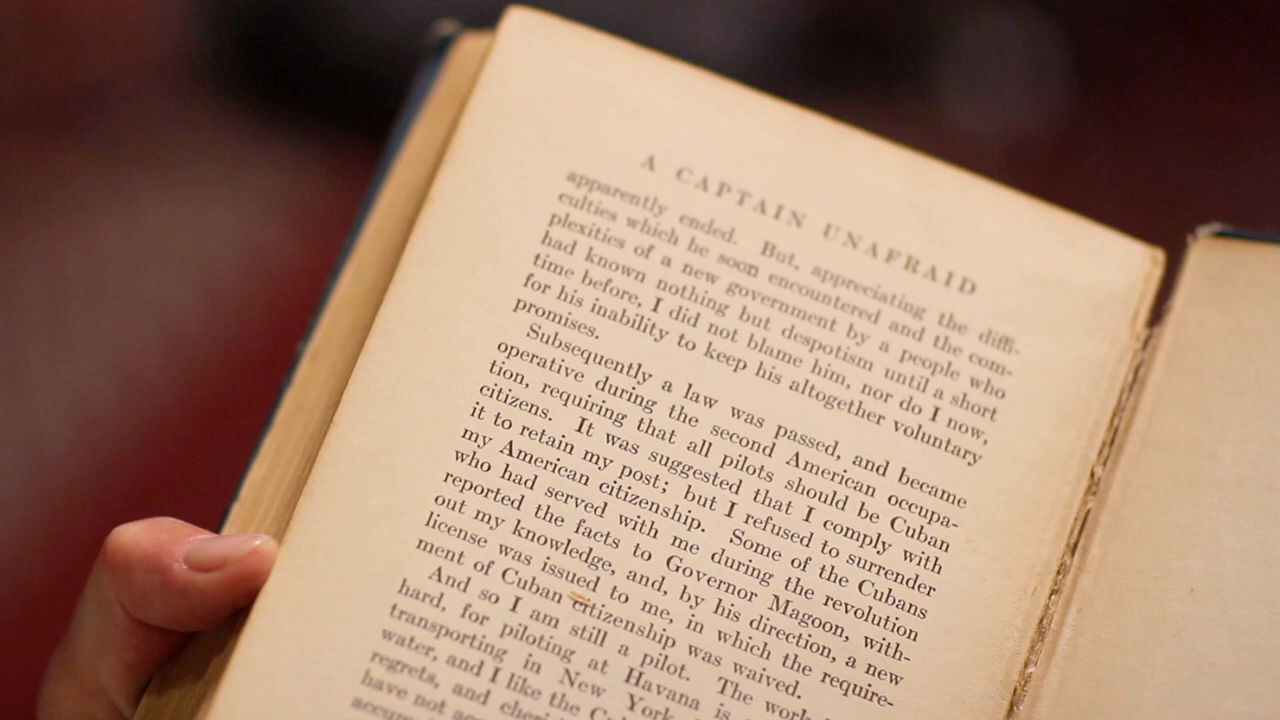 A CAPTAIN UNAFRAID
apparently ended. But, appreciating the diffi-
culties which he soon encountered and the com-
plexities of a new government by a people who
had known nothing but despotism until a short
time before, I did not blame him, nor do I now,
for his inability to keep his altogether voluntary
promises.
Subsequently a law was passed, and became
operative during the second American occupa-
tion, requiring that all pilots should be Cuban
citizens. It was suggested that I comply with
it to retain my post; but I refused to surrender
my American citizenship. Some of the Cubans
who had served with me during the revolution
reported the facts to Governor Magoon, with-
out my knowledge, and, by his direction, a new
license was issued to me, in which the require-
ment of Cuban citizenship was waived.
And so I am still a pilot. The work
hard, for piloting at Havana is
transporting in New York
water, and I like the
regrets, and
have not